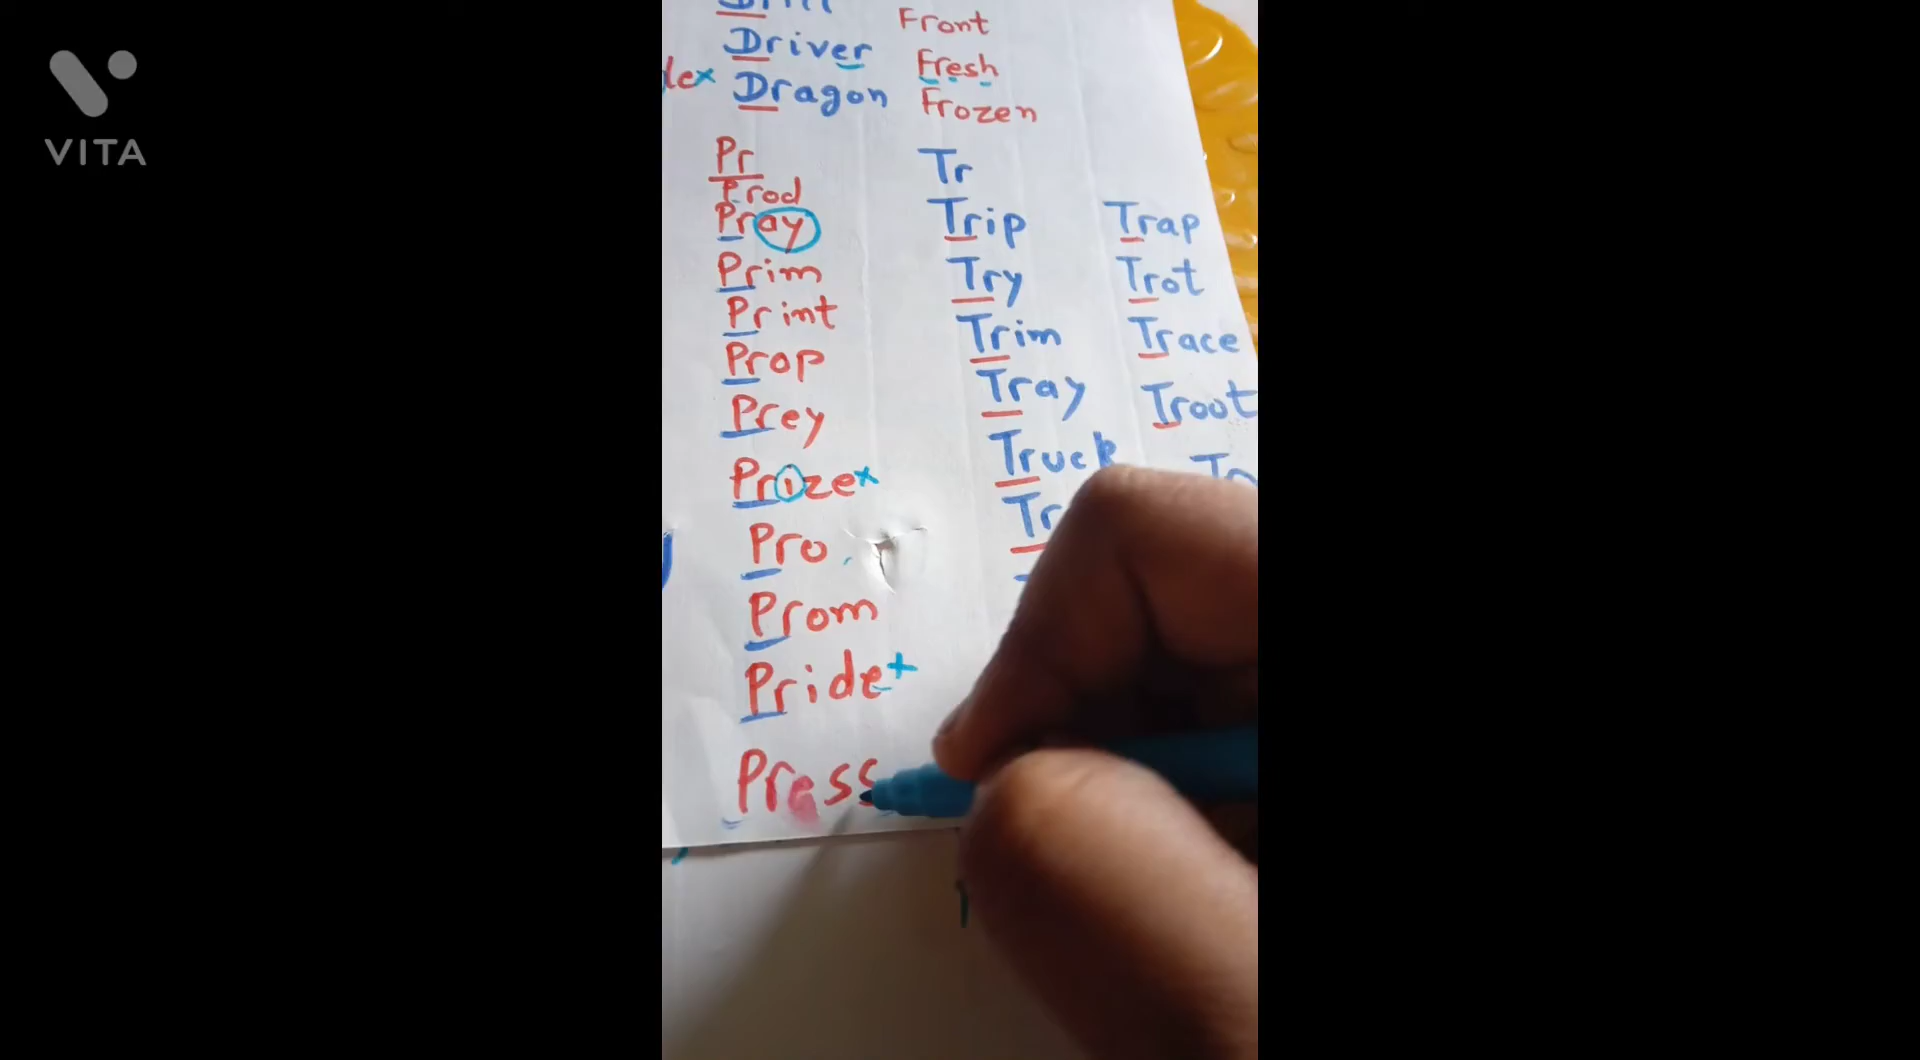 VITA
Driver
Dragon
Front
Fresh
Frozen
Pr
Prod
Pray
Prim
Print
Prop
Prey
Prize
Pro
Prom
Pride
Press
Tr
Trip
Try
Trim
Tray
Truck
Tr
Trap
Trot
Trace
Troot